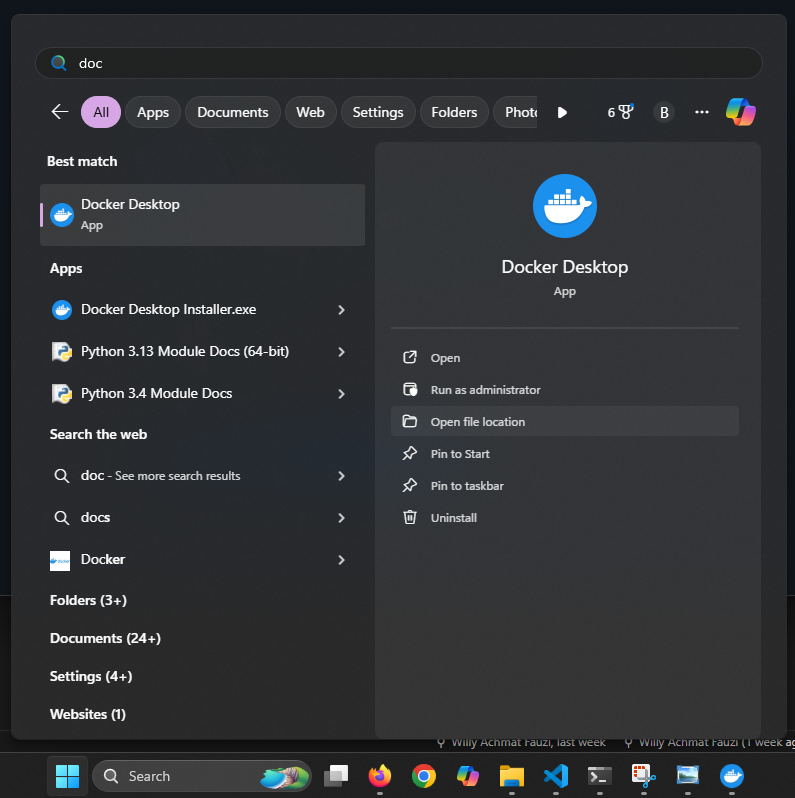 doc
All Apps Documents Web Settings Folders Photo 6 B
Best match
Docker Desktop
App
Apps
Docker Desktop Installer.exe
Python 3.13 Module Docs (64-bit)
Python 3.4 Module Docs
Search the web
doc - See more search results
docs
Docker
Folders (3+)
Documents (24+)
Settings (4+)
Websites (1)
Docker Desktop
App
Open
Run as administrator
Open file location
Pin to Start
Pin to taskbar
Uninstall
Willy Achmat Fauzi, last week Willy Achmat Fauzi (1 week ag
Search